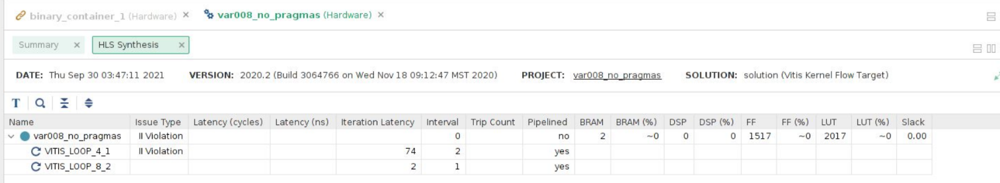 binary_container_1 (Hardware) × var008_no_pragmas (Hardware) ×
Summary × HLS Synthesis ×
DATE: Thu Sep 30 03:47:11 2021 VERSION: 2020.2 (Build 3064766 on Wed Nov 18 09:12:47 MST 2020) PROJECT: var008_no_pragmas SOLUTION: solution (Vitis Kernel Flow Target)
T
Name Issue Type Latency (cycles) Latency (ns) Iteration Latency Interval Trip Count Pipelined BRAM BRAM (%) DSP DSP (%) FF FF (%) LUT LUT (%) Slack
var008_no_pragmas II Violation 0 no 2 ~0 0 0 1517 ~0 2017 ~0 0.00
VITIS_LOOP_4_1 II Violation 74 2 yes
VITIS_LOOP_8_2 2 1 yes